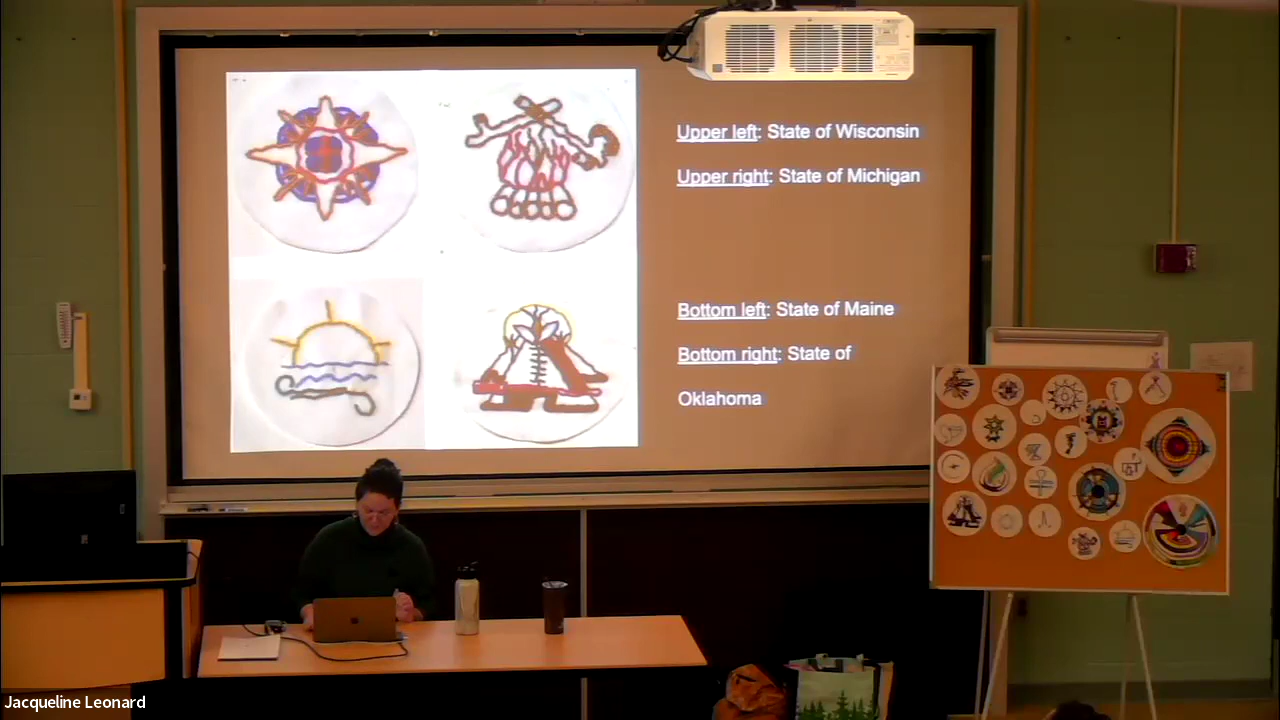 Upper left: State of Wisconsin
Upper right: State of Michigan
Bottom left: State of Maine
Bottom right: State of
Oklahoma
Jacqueline Leonard